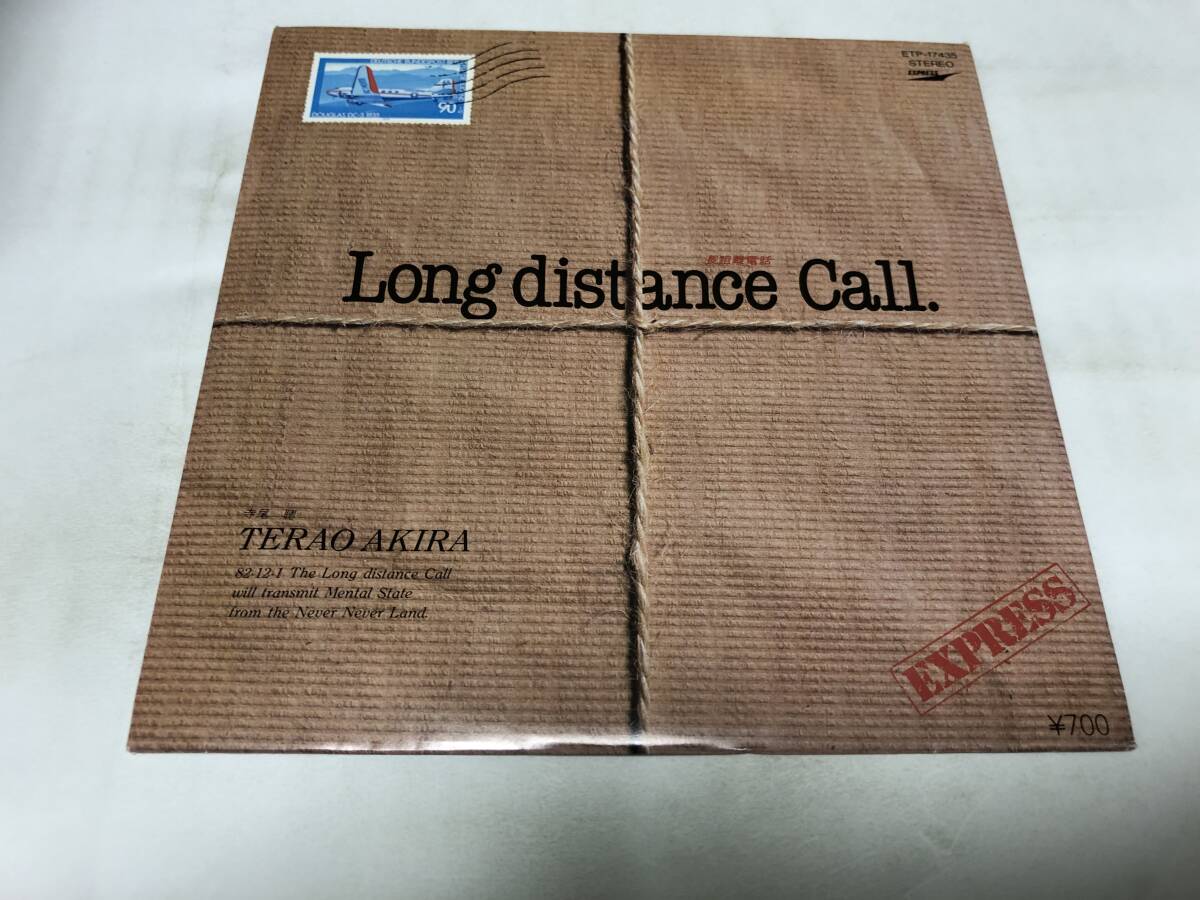 DEUTSCHE BUNDESPOST
90
DOUGLAS DC-3 1935
ETP-17435
STEREO
EXPRESS
長距離電話
Long distance Call.
寺尾 聰
TERAO AKIRA
82·12·1 The Long distance Call
will transmit Mental State
from the Never Never Land.
EXPRESS
¥700